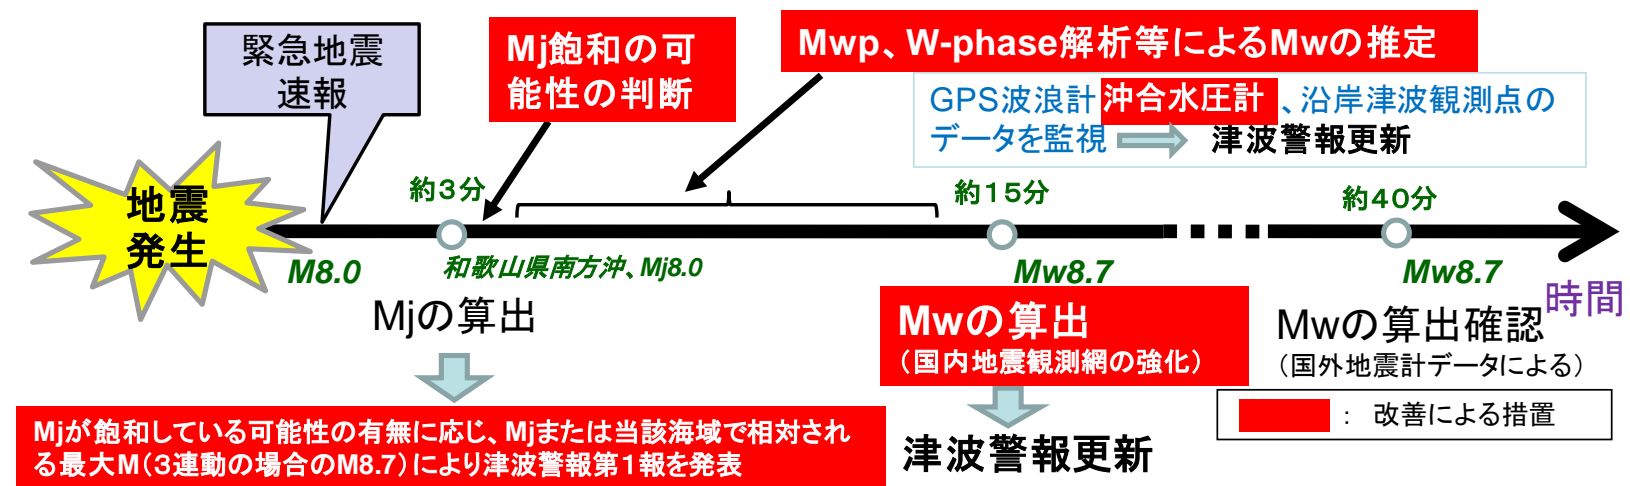 緊急地震
速報
Mj飽和の可
能性の判断
Mwp、W-phase解析等によるMwの推定
GPS波浪計 沖合水圧計 、沿岸津波観測点の
データを監視 津波警報更新
地震
発生
約3分
約15分
約40分
M8.0
和歌山県南方沖、Mj8.0
Mw8.7
Mw8.7
時間
Mjの算出
Mwの算出
（国内地震観測網の強化）
Mwの算出確認
（国外地震計データによる）
Mjが飽和している可能性の有無に応じ、Mjまたは当該海域で相対され
る最大M（3連動の場合のM8.7）により津波警報第1報を発表
津波警報更新
： 改善による措置